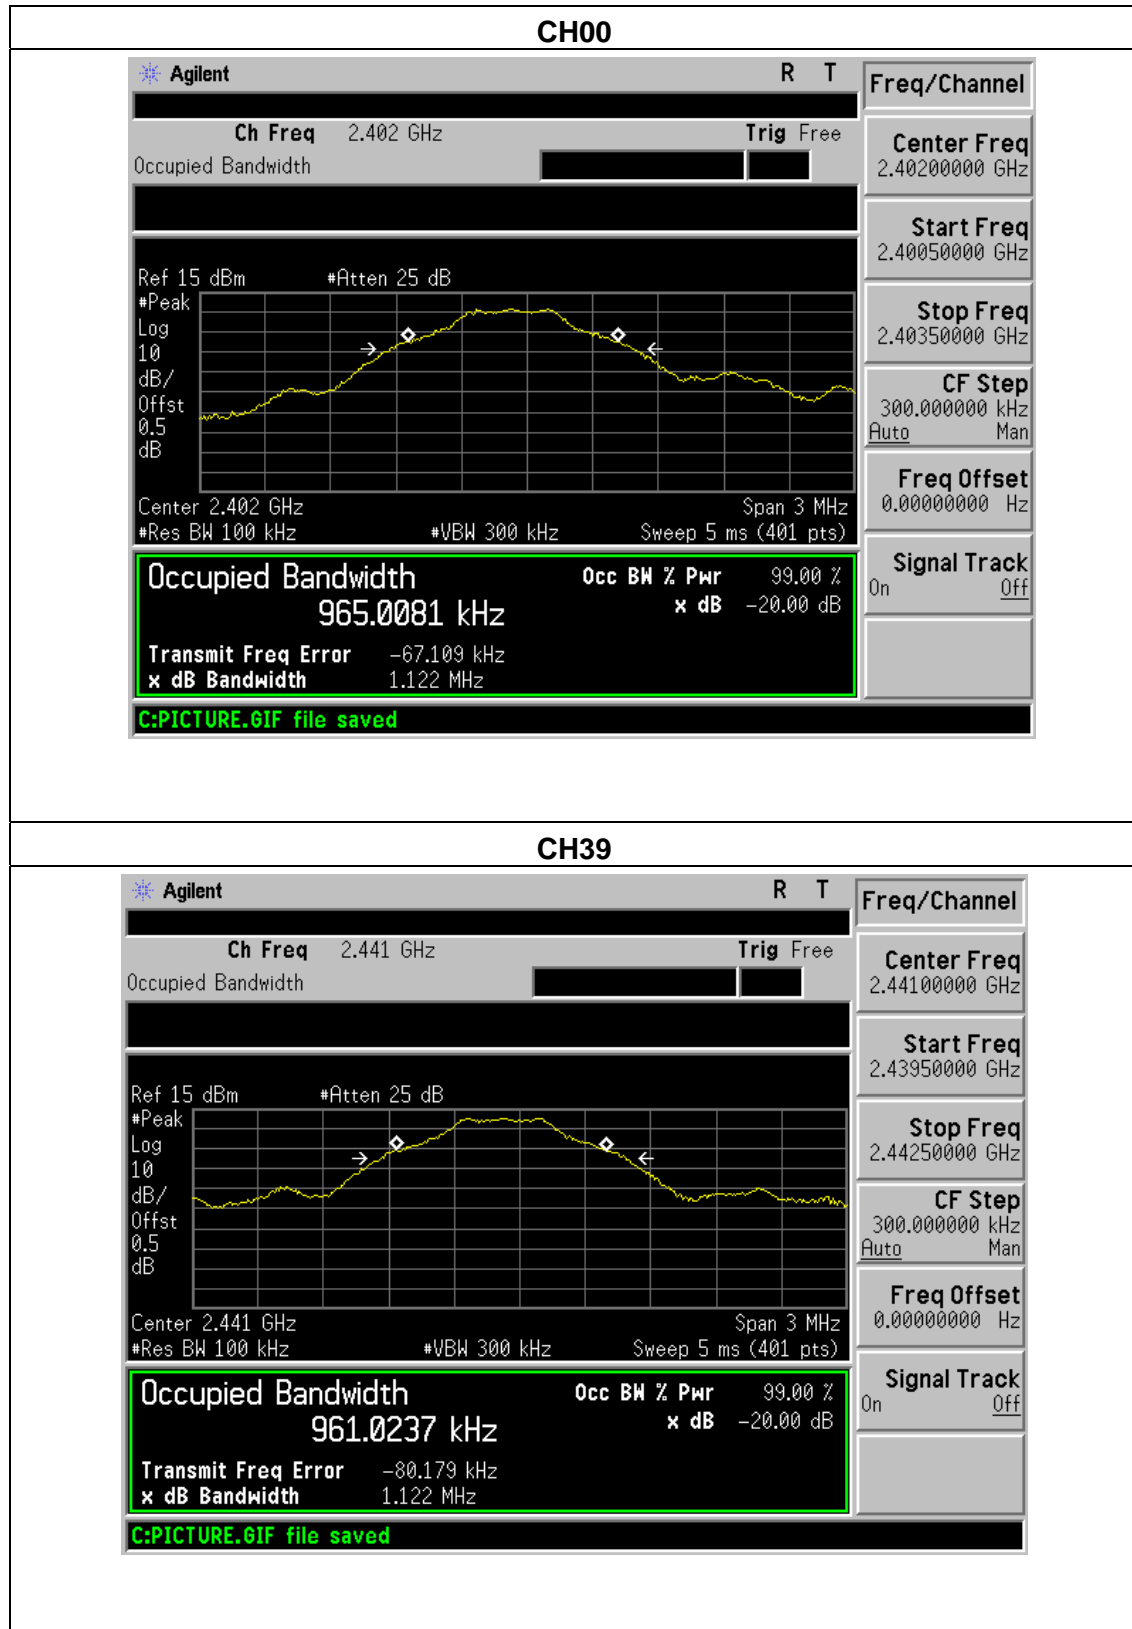 CH00
Agilent R T
Freq/Channel
Ch Freq 2.402 GHz Trig Free
Occupied Bandwidth
Center Freq
2.40200000 GHz
Start Freq
2.40050000 GHz
Stop Freq
2.40350000 GHz
CF Step
300.000000 kHz
Auto Man
Freq Offset
0.00000000 Hz
Signal Track
On Off
Ref 15 dBm #Atten 25 dB
#Peak
Log
10
dB/
Offst
0.5
dB
Center 2.402 GHz Span 3 MHz
#Res BW 100 kHz #VBW 300 kHz Sweep 5 ms (401 pts)
Occupied Bandwidth Occ BW % Pwr 99.00 %
965.0081 kHz x dB -20.00 dB
Transmit Freq Error -67.109 kHz
x dB Bandwidth 1.122 MHz
C:PICTURE.GIF file saved
CH39
Agilent R T
Freq/Channel
Ch Freq 2.441 GHz Trig Free
Occupied Bandwidth
Center Freq
2.44100000 GHz
Start Freq
2.43950000 GHz
Stop Freq
2.44250000 GHz
CF Step
300.000000 kHz
Auto Man
Freq Offset
0.00000000 Hz
Signal Track
On Off
Ref 15 dBm #Atten 25 dB
#Peak
Log
10
dB/
Offst
0.5
dB
Center 2.441 GHz Span 3 MHz
#Res BW 100 kHz #VBW 300 kHz Sweep 5 ms (401 pts)
Occupied Bandwidth Occ BW % Pwr 99.00 %
961.0237 kHz x dB -20.00 dB
Transmit Freq Error -80.179 kHz
x dB Bandwidth 1.122 MHz
C:PICTURE.GIF file saved